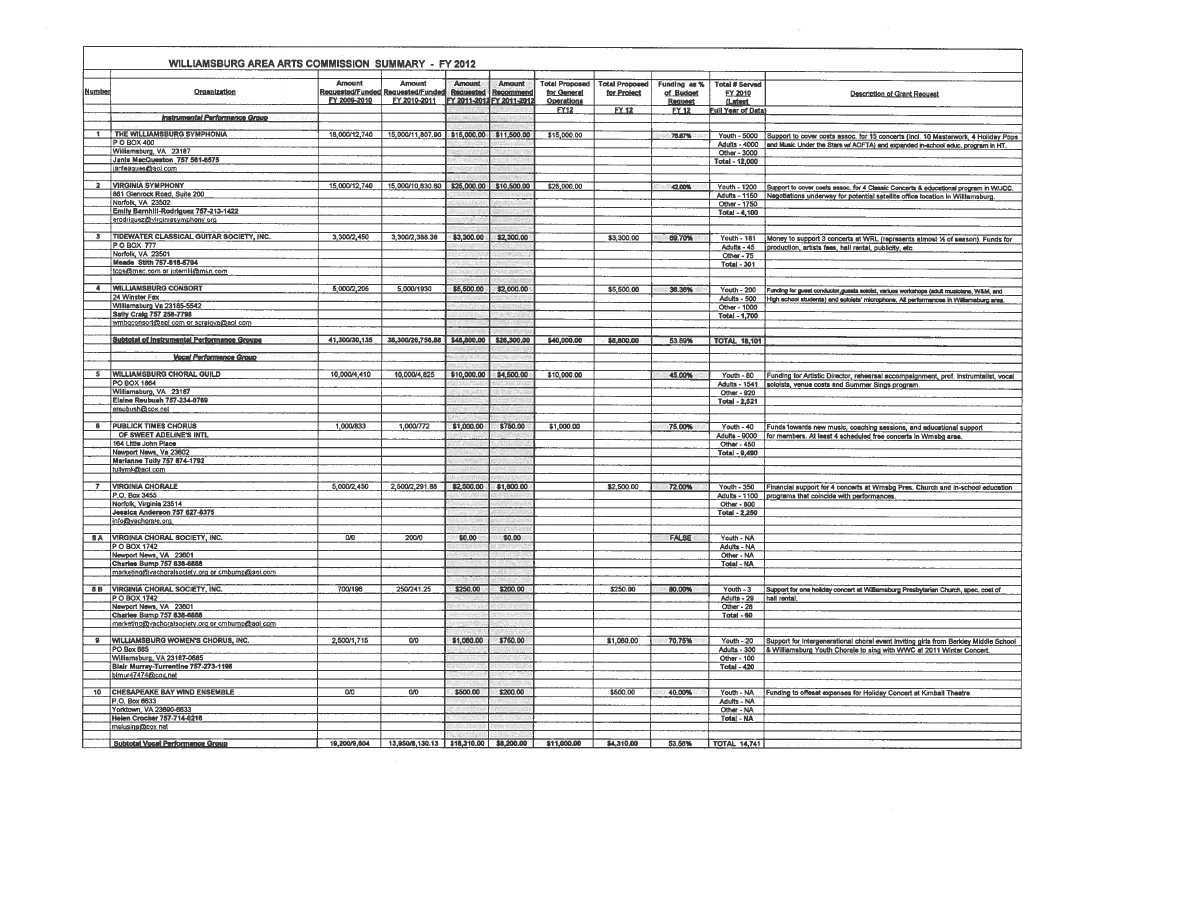 WILLIAMSBURG AREA ARTS COMMISSION SUMMARY - FY 2012
Number Organization Amount Requested/Funded FY 2009-2010 Amount Requested/Funded FY 2010-2011 Amount Requested FY 2011-2012 Amount Recommend FY 2011-2012 Total Proposed for General Operations FY12 Total Proposed for Project FY 12 Funding as % of Budget Request FY 12 Total # Served FY 2010 (Latest Full Year of Data) Description of Grant Request
Instrumental Performance Group
1 THE WILLIAMSBURG SYMPHONIA 18,000/12,740 15,000/11,807.90 $15,000.00 $11,500.00 $15,000.00 76.67% Youth - 5000 Support to cover costs assoc. for 15 concerts (incl. 10 Masterwork, 4 Holiday Pops
P O BOX 400 Adults - 4000 and Music Under the Stars w/ AOFTA) and expanded in-school educ. program in HT.
Williamsburg, VA 23187 Other - 3000
Janis MacQueston 757 561-8575 Total - 12,000
2 VIRGINIA SYMPHONY 15,000/12,740 15,000/10,630.60 $25,000.00 $10,500.00 $25,000.00 42.00% Youth - 1200 Support to cover costs assoc. for 4 Classic Concerts & educational program in WJCC.
861 Glenrock Road, Suite 200 Adults - 1150 Negotiations underway for potential satellite office location in Williamsburg.
Norfolk, VA 23502 Other - 1750
Emily Barnhill-Rodriguez 757-213-1422 Total - 4,100
erodriguez@virginiasymphony.org
3 TIDEWATER CLASSICAL GUITAR SOCIETY, INC. 3,300/2,450 3,300/2,388.38 $3,300.00 $2,300.00 $3,300.00 69.70% Youth - 181 Money to support 3 concerts at WRL (represents almost ½ of season). Funds for
P O BOX 777 Adults - 45 production, artists fees, hall rental, publicity, etc
Norfolk, VA 23501 Other - 75
Meade Stith 757-818-5794 Total - 301
4 WILLIAMSBURG CONSORT 5,000/2,205 5,000/1930 $5,500.00 $2,000.00 $5,500.00 36.36% Youth - 200 Funding for guest conductor,guests soloist, various workshops (adult musicians, W&M, and
24 Winster Fax Adults - 500 High school students) and soloists' microphone. All performances in Williamsburg area.
Williamsburg Va 23185-5542 Other - 1000
Sally Craig 757 258-7798 Total - 1,700
Subtotal of Instrumental Performance Groups 41,300/30,135 38,300/26,756.88 $48,800.00 $26,300.00 $40,000.00 $8,800.00 53.89% TOTAL 18,101
Vocal Performance Group
5 WILLIAMSBURG CHORAL GUILD 10,000/4,410 10,000/4,825 $10,000.00 $4,500.00 $10,000.00 45.00% Youth - 60 Funding for Artistic Director, rehearsal accompaignment, prof. instrumtalist, vocal
PO BOX 1864 Adults - 1541 soloists, venue costs and Summer Sings program.
Williamsburg, VA 23187 Other - 920
Elaine Reubush 757-234-0769 Total - 2,521
ereubush@cox.net
6 PUBLICK TIMES CHORUS 1,000/833 1,000/772 $1,000.00 $750.00 $1,000.00 75.00% Youth - 40 Funds towards new music, coaching sessions, and educational support
OF SWEET ADELINE'S INTL Adults - 9000 for members. At least 4 scheduled free concerts in Wmsbg area.
164 Little John Place Other - 450
Newport News, Va 23602 Total - 9,490
Marianne Tully 757 874-1792
tullymk@aol.com
7 VIRGINIA CHORALE 5,000/2,450 2,500/2,291.88 $2,500.00 $1,800.00 $2,500.00 72.00% Youth - 350 Financial support for 4 concerts at Wmsbg Pres. Church and in-school education
P.O. Box 3455 Adults - 1100 programs that coincide with performances.
Norfolk, Virginia 23514 Other - 800
Jessica Anderson 757 627-8375 Total - 2,250
info@vachorale.org
8 A VIRGINIA CHORAL SOCIETY, INC. 0/0 200/0 $0.00 $0.00 FALSE Youth - NA
P O BOX 1742 Adults - NA
Newport News, VA 23601 Other - NA
Charles Bump 757 838-6888 Total - NA
marketing@vachoralsociety.org or cmbump@aol.com
8 B VIRGINIA CHORAL SOCIETY, INC. 700/196 250/241.25 $250.00 $200.00 $250.00 80.00% Youth - 3 Support for one holiday concert at Williamsburg Presbytarian Church, spec. cost of
P O BOX 1742 Adults - 29 hall rental.
Newport News, VA 23601 Other - 28
Charles Bump 757 838-6888 Total - 60
marketing@vachoralsociety.org or cmbump@aol.com
9 WILLIAMSBURG WOMEN'S CHORUS, INC. 2,500/1,715 0/0 $1,060.00 $750.00 $1,060.00 70.75% Youth - 20 Support for intergenerational choral event inviting girls from Berkley Middle School
PO Box 685 Adults - 300 & Williamsburg Youth Chorale to sing with WWC at 2011 Winter Concert.
Williamsburg, VA 23187-0685 Other - 100
Blair Murray-Turrentine 757-273-1198 Total - 420
blmur47474@cox.net
10 CHESAPEAKE BAY WIND ENSEMBLE 0/0 0/0 $500.00 $200.00 $500.00 40.00% Youth - NA Funding to offeset expenses for Holiday Concert at Kimball Theatre.
P.O. Box 6633 Adults - NA
Yorktown, VA 23690-6633 Other - NA
Helen Crociser 757-714-0216 Total - NA
melusina@cox.net
Subtotal Vocal Performance Group 19,200/9,604 13,950/8,130.13 $15,310.00 $8,200.00 $11,000.00 $4,310.00 53.56% TOTAL 14,741